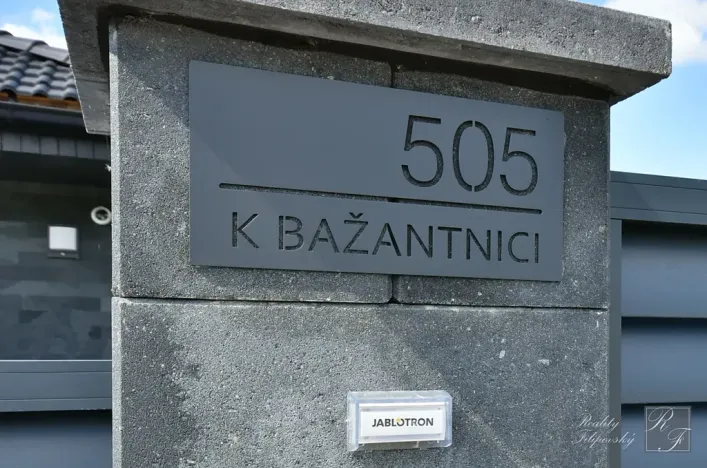 505
K BAŽANTNICI
JABLOTRON
Reality
Filipovský
RF